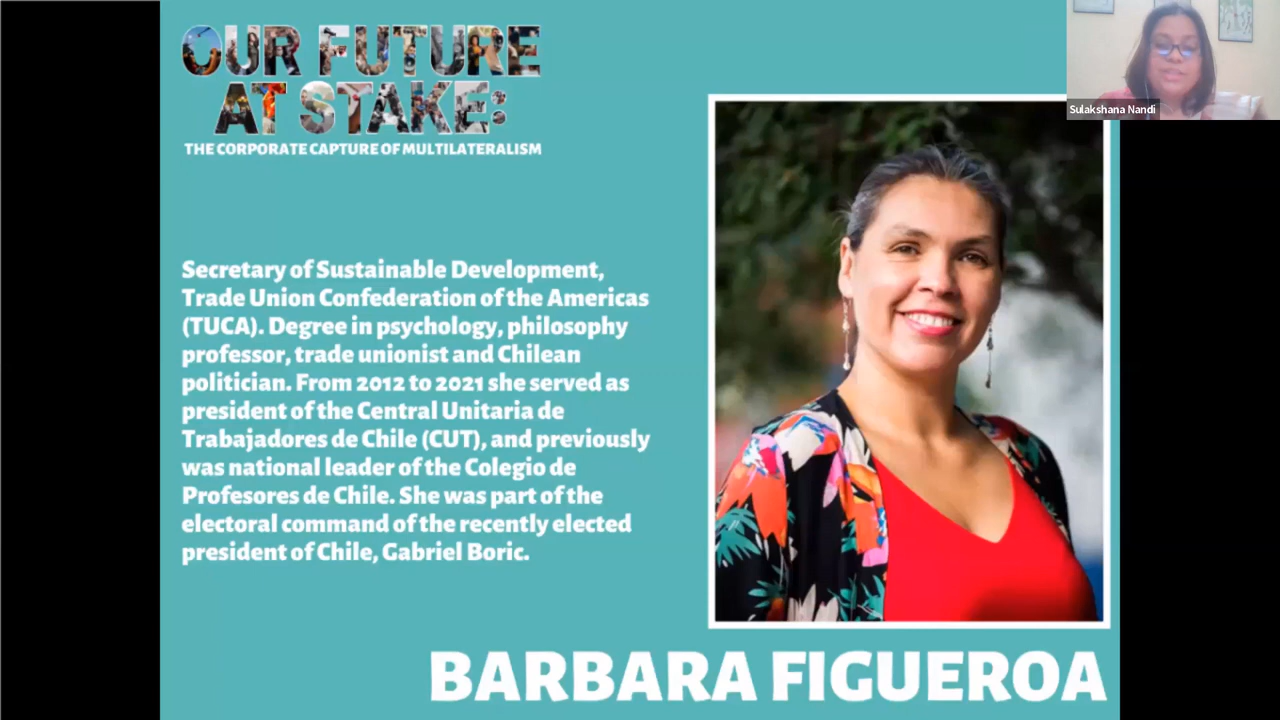 OUR FUTURE
AT STAKE:
THE CORPORATE CAPTURE OF MULTILATERALISM
Sulakshana Nandi
Secretary of Sustainable Development,
Trade Union Confederation of the Americas
(TUCA). Degree in psychology, philosophy
professor, trade unionist and Chilean
politician. From 2012 to 2021 she served as
president of the Central Unitaria de
Trabajadores de Chile (CUT), and previously
was national leader of the Colegio de
Profesores de Chile. She was part of the
electoral command of the recently elected
president of Chile, Gabriel Boric.
BARBARA FIGUEROA